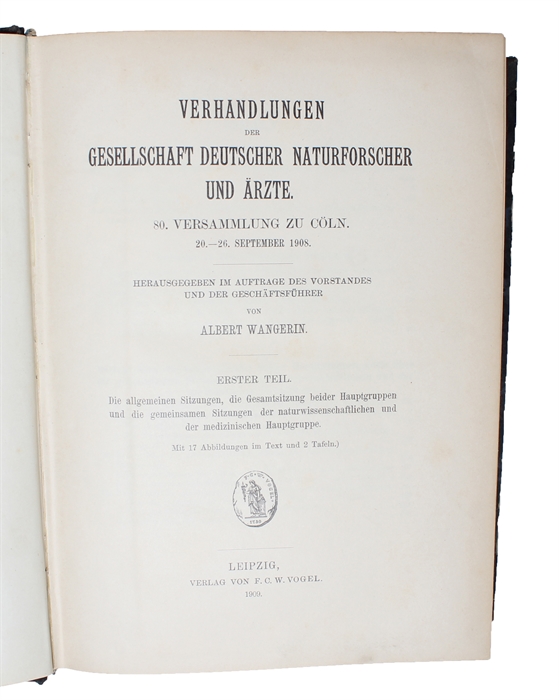 VERHANDLUNGEN
DER
GESELLSCHAFT DEUTSCHER NATURFORSCHER
UND ÄRZTE.
80. VERSAMMLUNG ZU CÖLN.
20.—26. SEPTEMBER 1908.
HERAUSGEGEBEN IM AUFTRAGE DES VORSTANDES
UND DER GESCHÄFTSFÜHRER
VON
ALBERT WANGERIN.
ERSTER TEIL.
Die allgemeinen Sitzungen, die Gesamtsitzung beider Hauptgruppen
und die gemeinsamen Sitzungen der naturwissenschaftlichen und
der medizinischen Hauptgruppe.
Mit 17 Abbildungen im Text und 2 Tafeln.)
F. C. W. VOGEL
LEIPZIG,
VERLAG VON F. C. W. VOGEL.
1909.